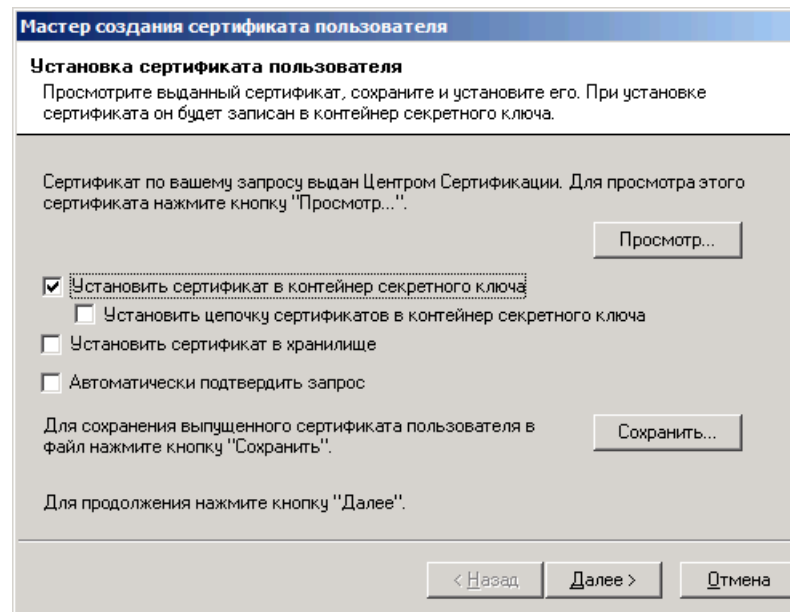 Мастер создания сертификата пользователя
Установка сертификата пользователя
Просмотрите выданный сертификат, сохраните и установите его. При установке
сертификата он будет записан в контейнер секретного ключа.
Сертификат по вашему запросу выдан Центром Сертификации. Для просмотра этого
сертификата нажмите кнопку "Просмотр...".
Просмотр...
Установить сертификат в контейнер секретного ключа
Установить цепочку сертификатов в контейнер секретного ключа
Установить сертификат в хранилище
Автоматически подтвердить запрос
Для сохранения выпущенного сертификата пользователя в
файл нажмите кнопку "Сохранить".
Сохранить...
Для продолжения нажмите кнопку "Далее".
< Назад
Далее >
Отмена